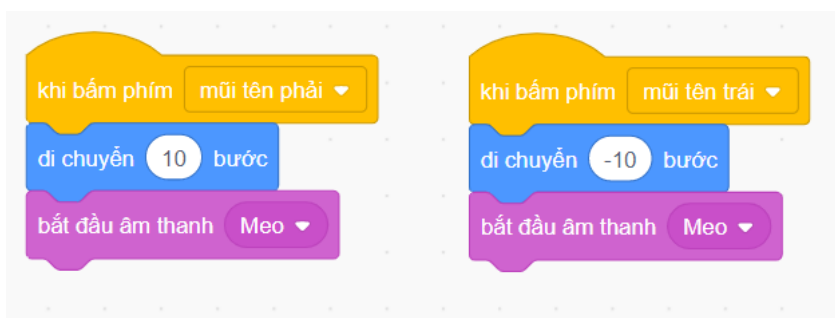 khi bấm phím mũi tên phải
di chuyển 10 bước
bắt đầu âm thanh Meo
khi bấm phím mũi tên trái
di chuyển -10 bước
bắt đầu âm thanh Meo